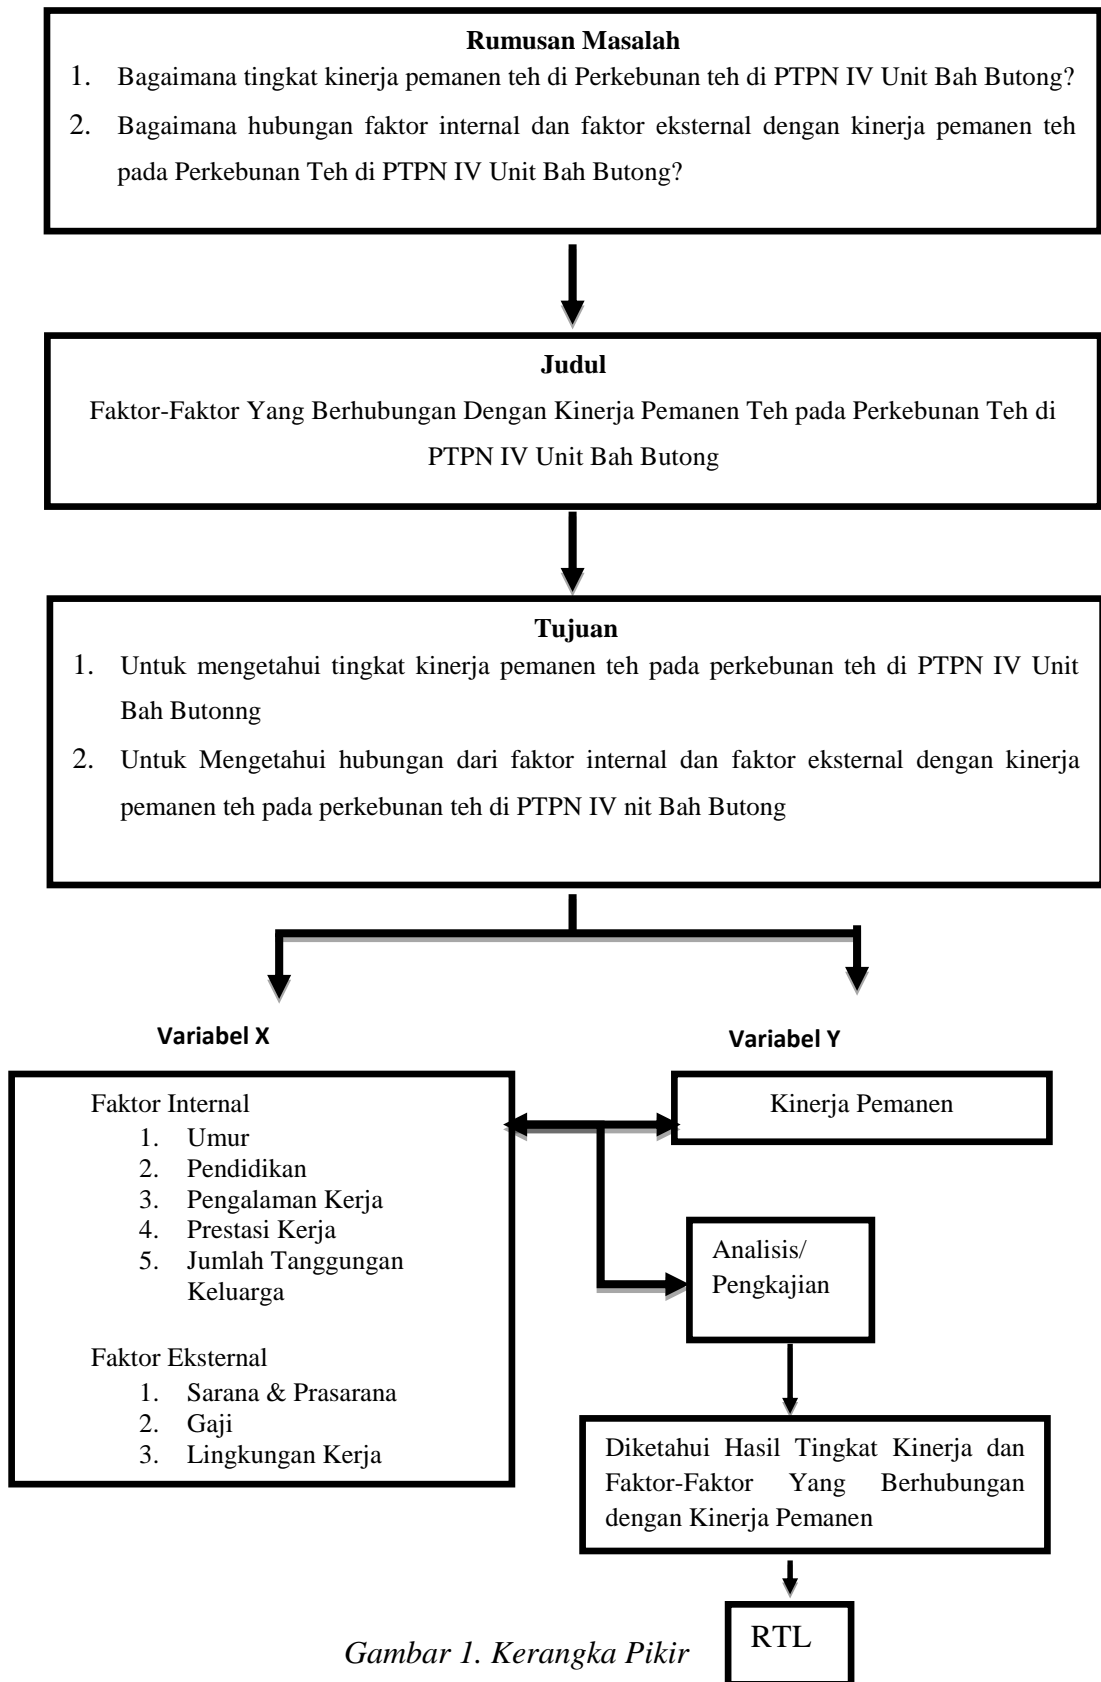 Rumusan Masalah
1. Bagaimana tingkat kinerja pemanen teh di Perkebunan teh di PTPN IV Unit Bah Butong?
2. Bagaimana hubungan faktor internal dan faktor eksternal dengan kinerja pemanen teh
pada Perkebunan Teh di PTPN IV Unit Bah Butong?
Judul
Faktor-Faktor Yang Berhubungan Dengan Kinerja Pemanen Teh pada Perkebunan Teh di
PTPN IV Unit Bah Butong
Tujuan
1. Untuk mengetahui tingkat kinerja pemanen teh pada perkebunan teh di PTPN IV Unit
Bah Butonng
2. Untuk Mengetahui hubungan dari faktor internal dan faktor eksternal dengan kinerja
pemanen teh pada perkebunan teh di PTPN IV nit Bah Butong
Variabel X
Faktor Internal
1. Umur
2. Pendidikan
3. Pengalaman Kerja
4. Prestasi Kerja
5. Jumlah Tanggungan
Keluarga
Faktor Eksternal
1. Sarana & Prasarana
2. Gaji
3. Lingkungan Kerja
Variabel Y
Kinerja Pemanen
Analisis/
Pengkajian
Diketahui Hasil Tingkat Kinerja dan
Faktor-Faktor Yang Berhubungan
dengan Kinerja Pemanen
RTL
Gambar 1. Kerangka Pikir